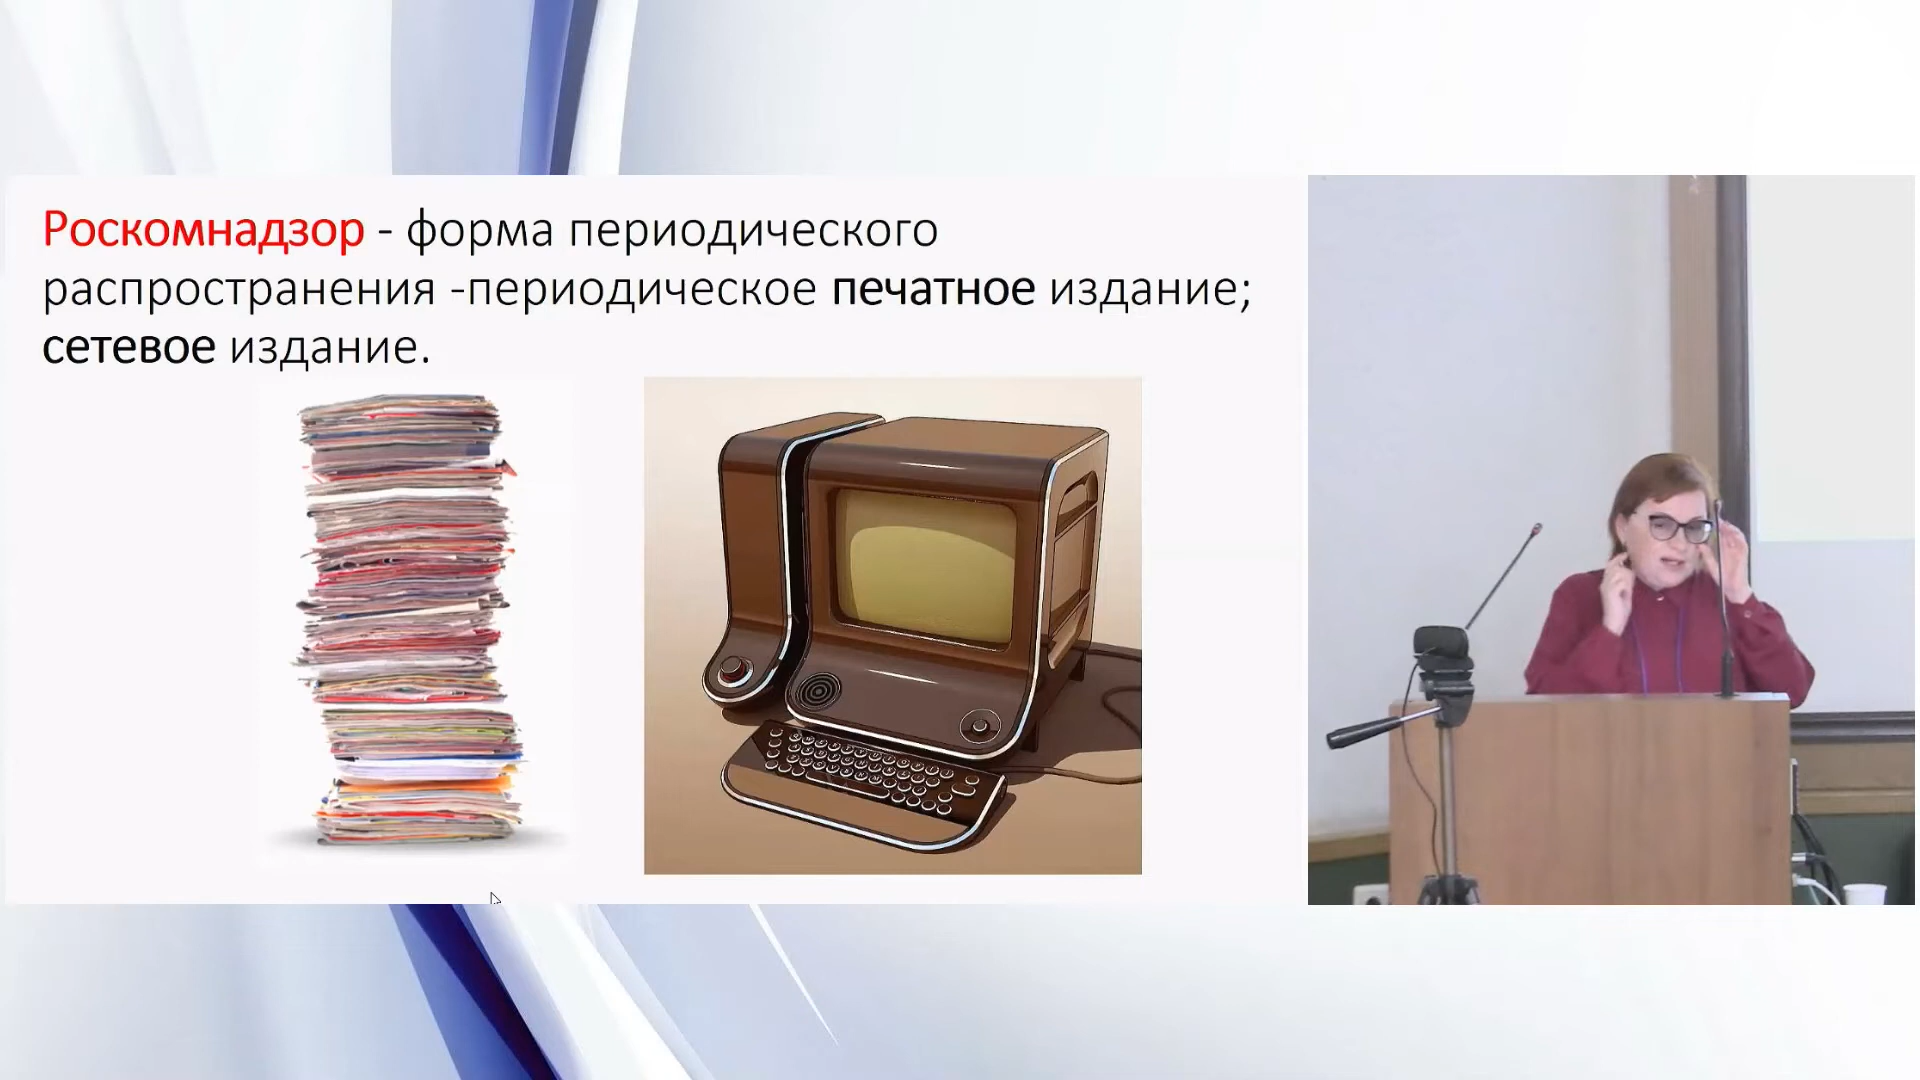 Роскомнадзор - форма периодического
распространения -периодическое печатное издание;
сетевое издание.